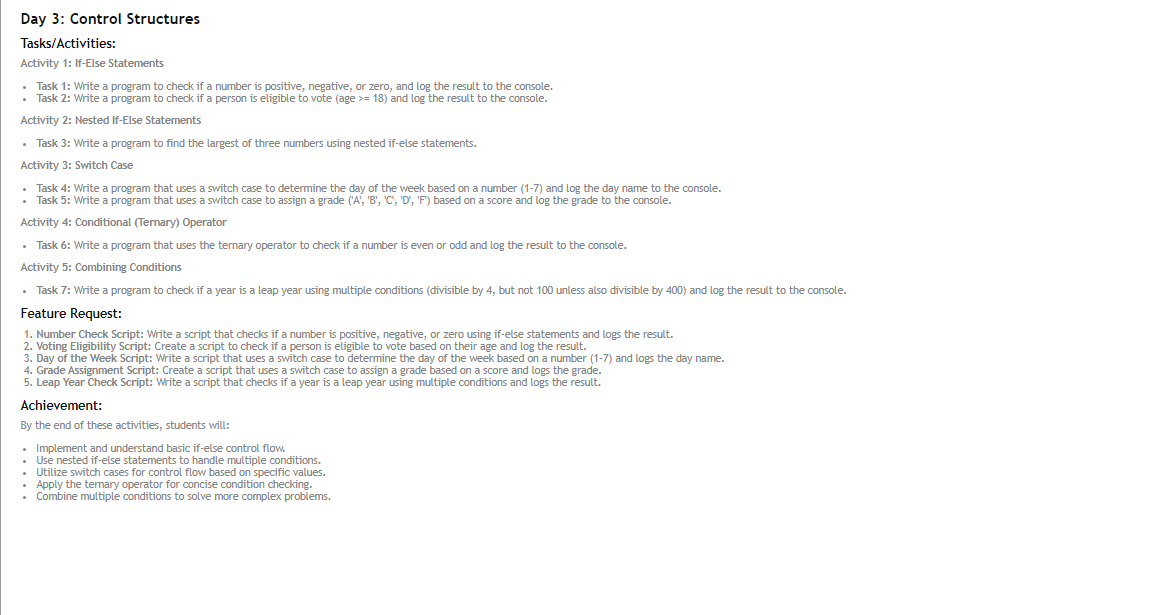 Day 3: Control Structures
Tasks/Activities:
Activity 1: If-Else Statements
• Task 1: Write a program to check if a number is positive, negative, or zero, and log the result to the console.
• Task 2: Write a program to check if a person is eligible to vote (age >= 18) and log the result to the console.
Activity 2: Nested If-Else Statements
• Task 3: Write a program to find the largest of three numbers using nested if-else statements.
Activity 3: Switch Case
• Task 4: Write a program that uses a switch case to determine the day of the week based on a number (1-7) and log the day name to the console.
• Task 5: Write a program that uses a switch case to assign a grade ('A', 'B', 'C', 'D', 'F') based on a score and log the grade to the console.
Activity 4: Conditional (Ternary) Operator
• Task 6: Write a program that uses the ternary operator to check if a number is even or odd and log the result to the console.
Activity 5: Combining Conditions
• Task 7: Write a program to check if a year is a leap year using multiple conditions (divisible by 4, but not 100 unless also divisible by 400) and log the result to the console.
Feature Request:
1. Number Check Script: Write a script that checks if a number is positive, negative, or zero using if-else statements and logs the result.
2. Voting Eligibility Script: Create a script to check if a person is eligible to vote based on their age and log the result.
3. Day of the Week Script: Write a script that uses a switch case to determine the day of the week based on a number (1-7) and logs the day name.
4. Grade Assignment Script: Create a script that uses a switch case to assign a grade based on a score and logs the grade.
5. Leap Year Check Script: Write a script that checks if a year is a leap year using multiple conditions and logs the result.
Achievement:
By the end of these activities, students will:
• Implement and understand basic if-else control flow.
• Use nested if-else statements to handle multiple conditions.
• Utilize switch cases for control flow based on specific values.
• Apply the ternary operator for concise condition checking.
• Combine multiple conditions to solve more complex problems.